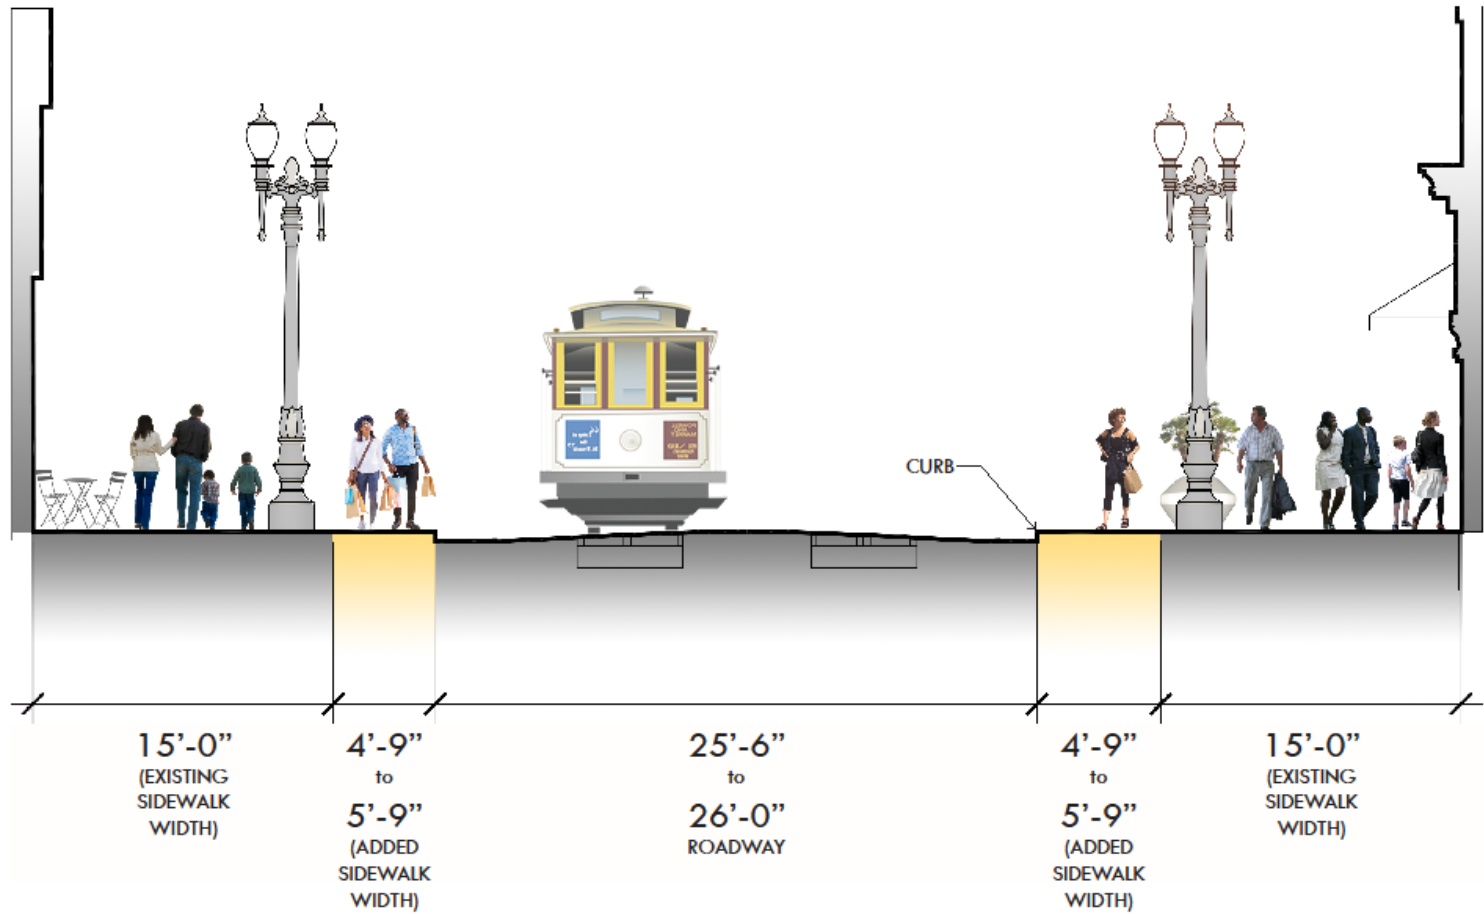 CURB
15’-0”
(EXISTING
SIDEWALK
WIDTH)
4’-9”
to
5’-9”
(ADDED
SIDEWALK
WIDTH)
25’-6”
to
26’-0”
ROADWAY
4’-9”
to
5’-9”
(ADDED
SIDEWALK
WIDTH)
15’-0”
(EXISTING
SIDEWALK
WIDTH)